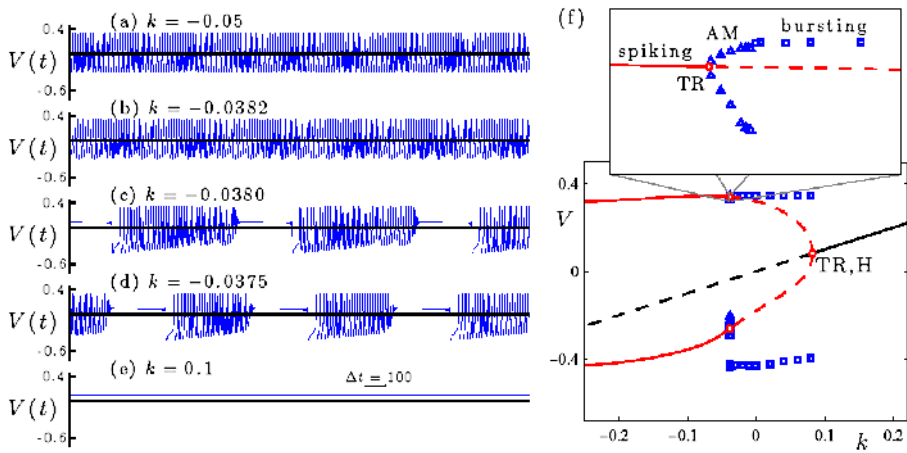 (a) k = −0.05
0.4
V(t)
-0.6
(b) k = −0.0382
0.4
V(t)
-0.6
(c) k = −0.0380
0.4
V(t)
-0.6
(d) k = −0.0375
0.4
V(t)
-0.6
(e) k = 0.1
0.4
Δt = 100
V(t)
-0.6
(f)
AM bursting
spiking
TR
0.4
V
TR,H
0
−0.4
−0.2 −0.1 0 0.1 k 0.2